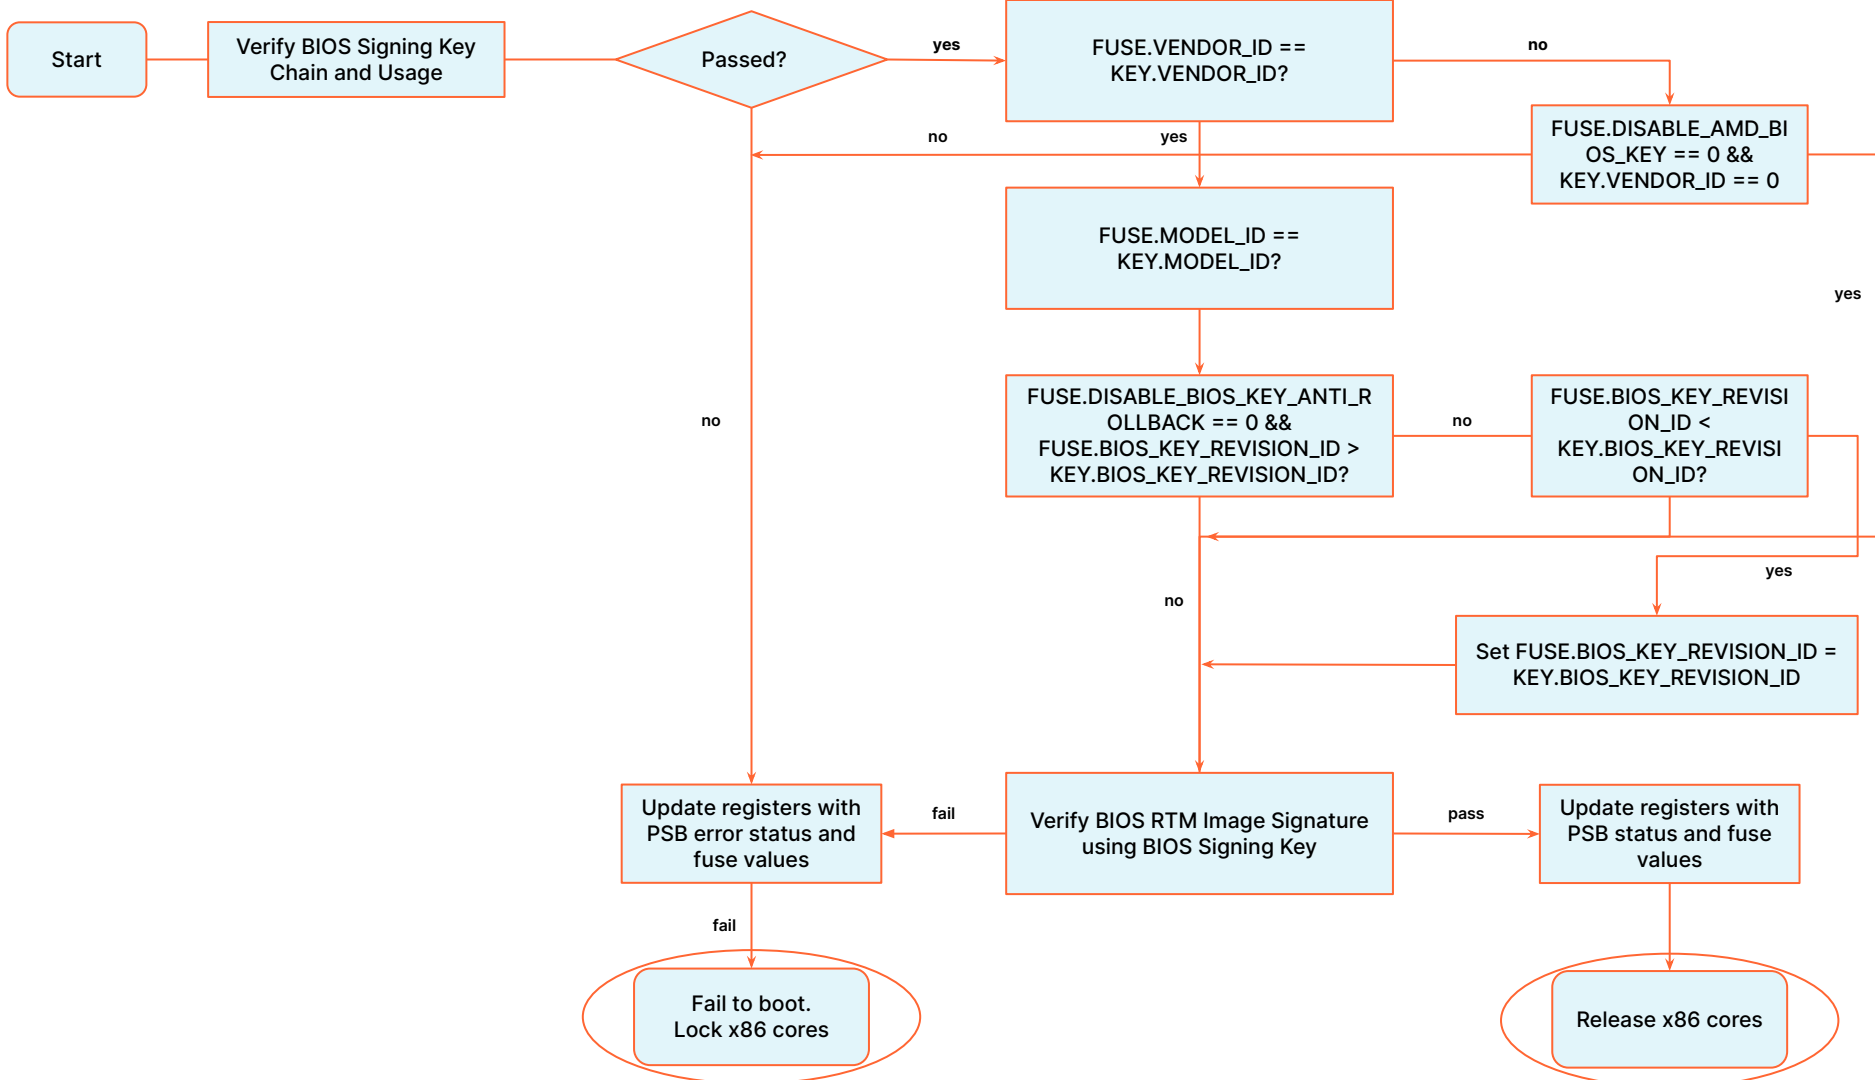 Start
Verify BIOS Signing Key
Chain and Usage
Passed?
yes
FUSE.VENDOR_ID ==
KEY.VENDOR_ID?
no
FUSE.DISABLE_AMD_BI
OS_KEY == 0 &&
KEY.VENDOR_ID == 0
no
yes
FUSE.MODEL_ID ==
KEY.MODEL_ID?
yes
no
FUSE.DISABLE_BIOS_KEY_ANTI_R
OLLBACK == 0 &&
FUSE.BIOS_KEY_REVISION_ID >
KEY.BIOS_KEY_REVISION_ID?
no
FUSE.BIOS_KEY_REVISI
ON_ID <
KEY.BIOS_KEY_REVISI
ON_ID?
yes
no
Set FUSE.BIOS_KEY_REVISION_ID =
KEY.BIOS_KEY_REVISION_ID
Update registers with
PSB error status and
fuse values
fail
Verify BIOS RTM Image Signature
using BIOS Signing Key
pass
Update registers with
PSB status and fuse
values
fail
Fail to boot.
Lock x86 cores
Release x86 cores